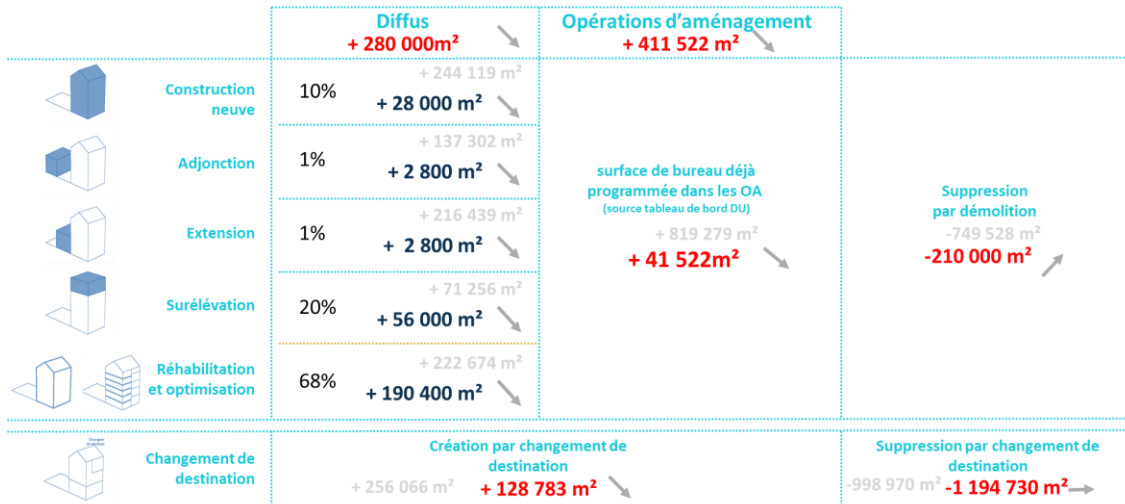 Diffus
+ 280 000m²
Opérations d’aménagement
+ 411 522 m²
Construction
neuve
10%
+ 244 119 m²
+ 28 000 m²
Adjonction
1%
+ 137 302 m²
+ 2 800 m²
Extension
1%
+ 216 439 m²
+ 2 800 m²
Surélévation
20%
+ 71 256 m²
+ 56 000 m²
Réhabilitation
et optimisation
68%
+ 222 674 m²
+ 190 400 m²
surface de bureau déjà
programmée dans les OA
(source tableau de bord DU)
+ 819 279 m²
+ 41 522m²
Suppression
par démolition
-749 528 m²
-210 000 m²
Changement de
destination
Création par changement de
destination
+ 256 066 m² + 128 783 m²
Suppression par changement de
destination
-998 970 m² -1 194 730 m²